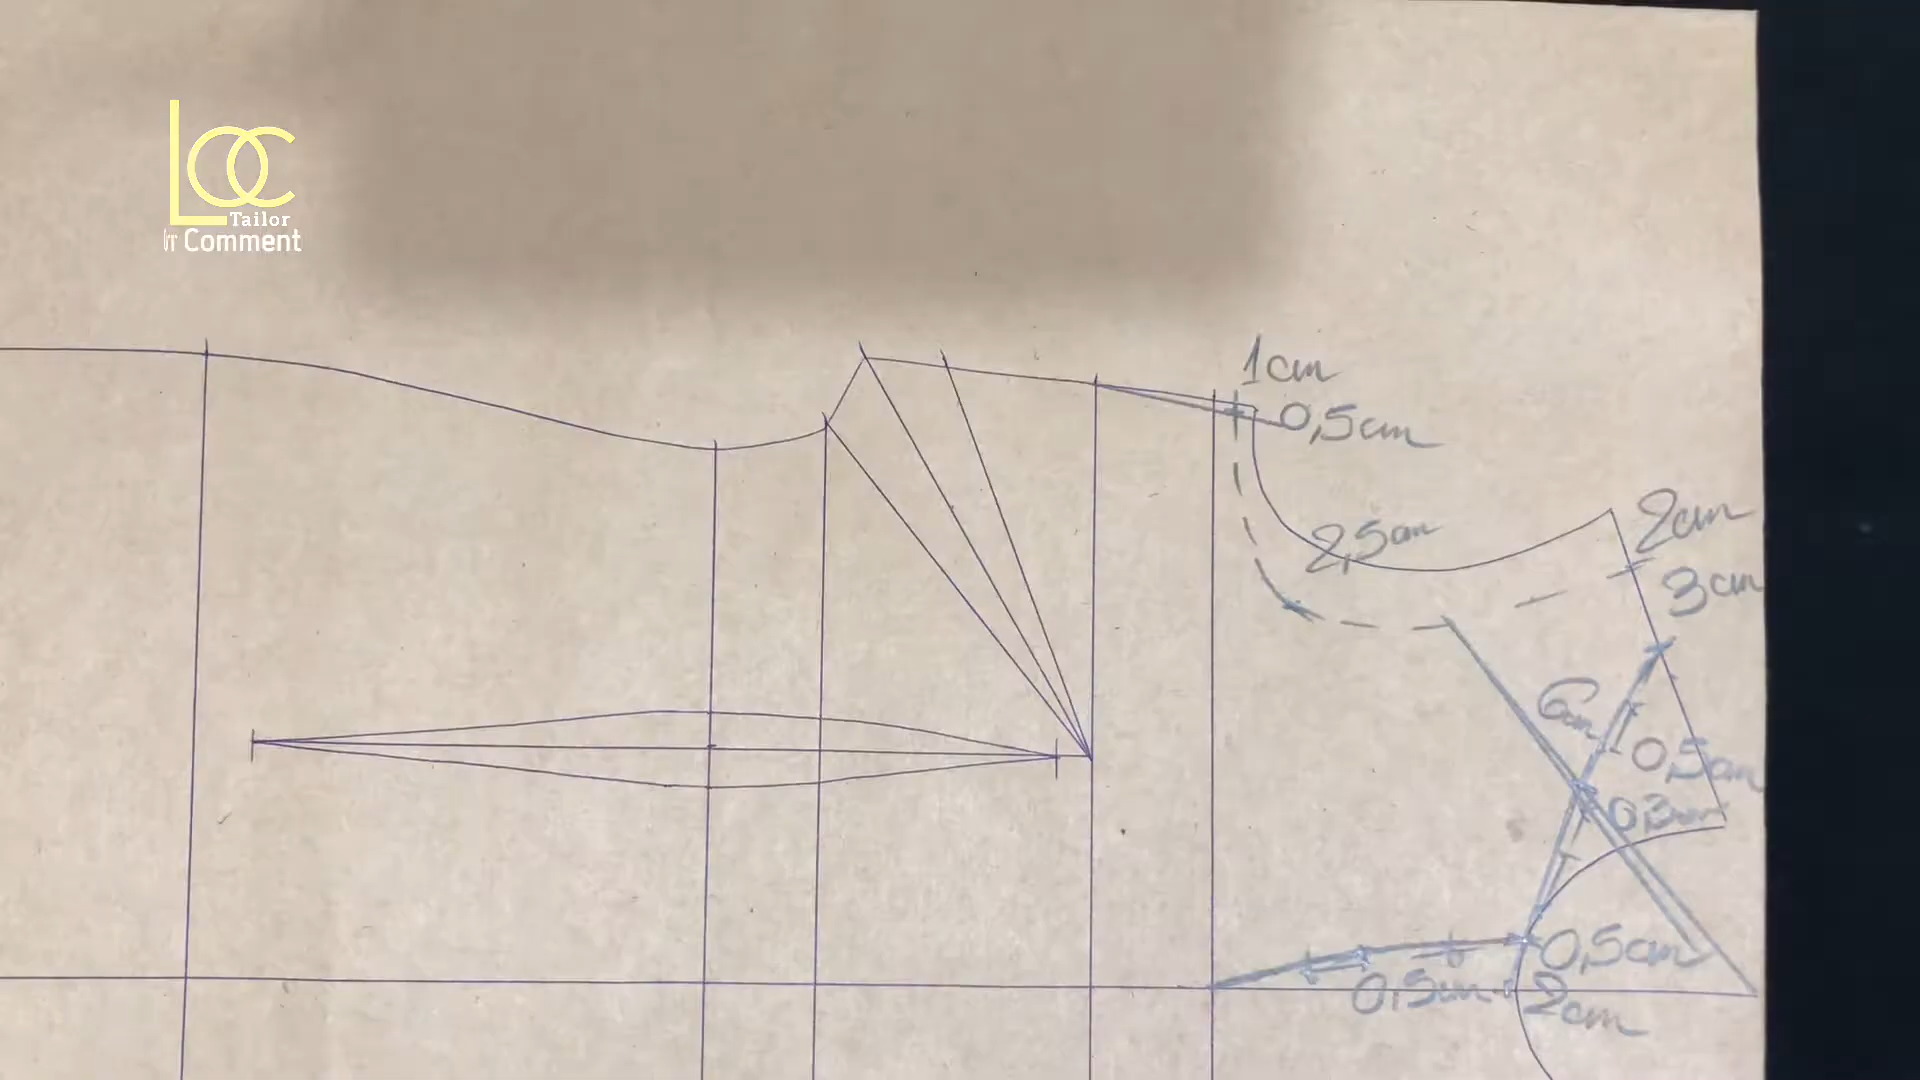 LOC
Tailor
Comment
1cm
0,5cm
2,5cm
2cm
3cm
6cm
0,5cm
0,3cm
0,5cm
0,5cm
2cm